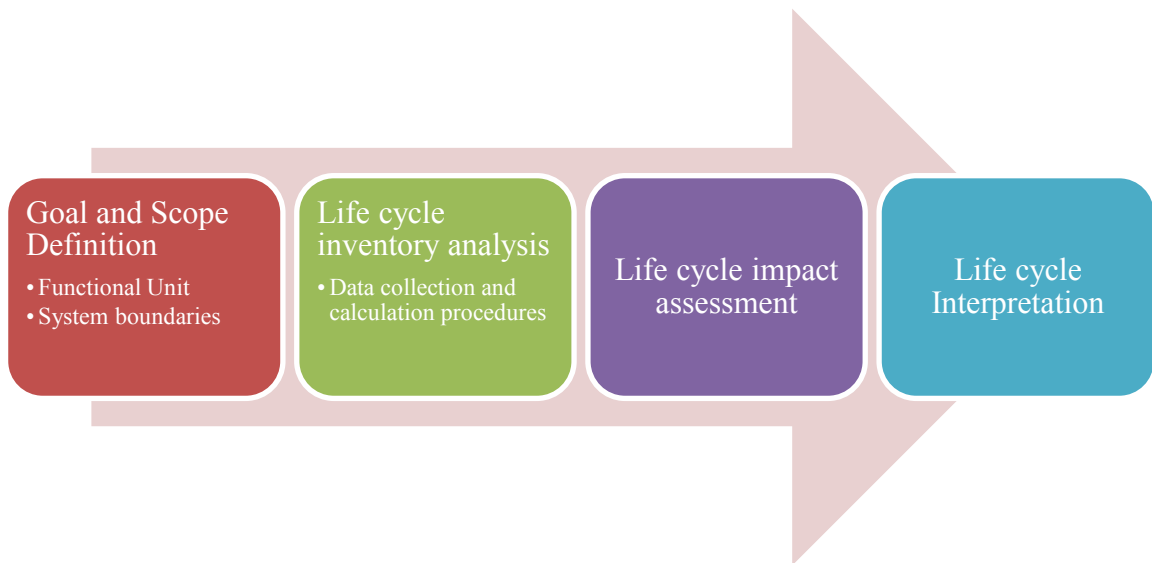 Goal and Scope
Definition
• Functional Unit
• System boundaries
Life cycle
inventory analysis
• Data collection and
calculation procedures
Life cycle impact
assessment
Life cycle
Interpretation